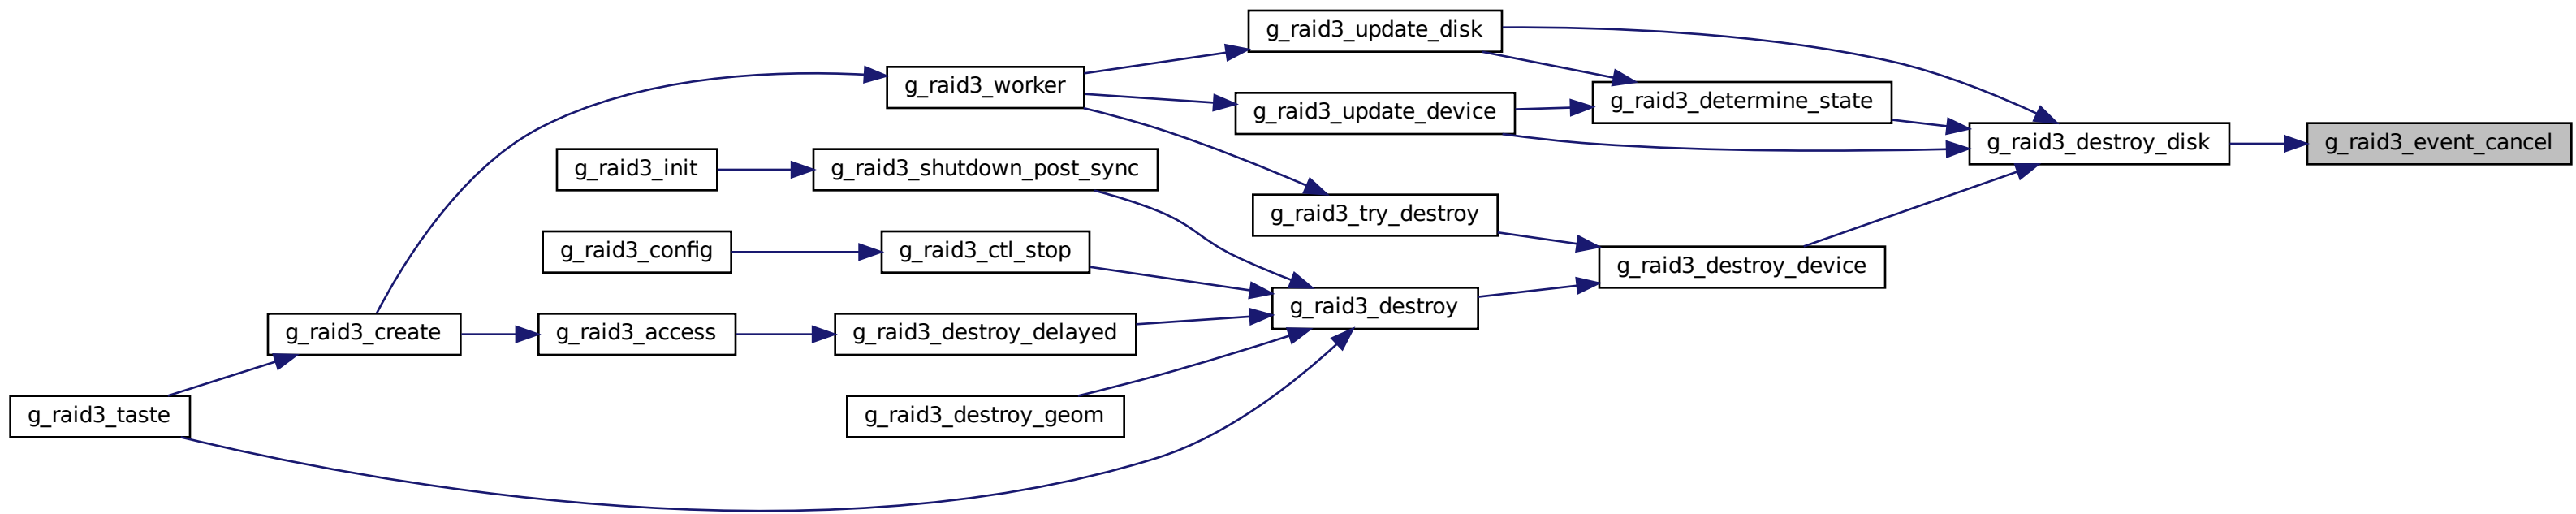 g_raid3_update_disk
g_raid3_worker
g_raid3_determine_state
g_raid3_update_device
g_raid3_destroy_disk
g_raid3_event_cancel
g_raid3_init
g_raid3_shutdown_post_sync
g_raid3_try_destroy
g_raid3_config
g_raid3_ctl_stop
g_raid3_destroy_device
g_raid3_destroy
g_raid3_create
g_raid3_access
g_raid3_destroy_delayed
g_raid3_taste
g_raid3_destroy_geom